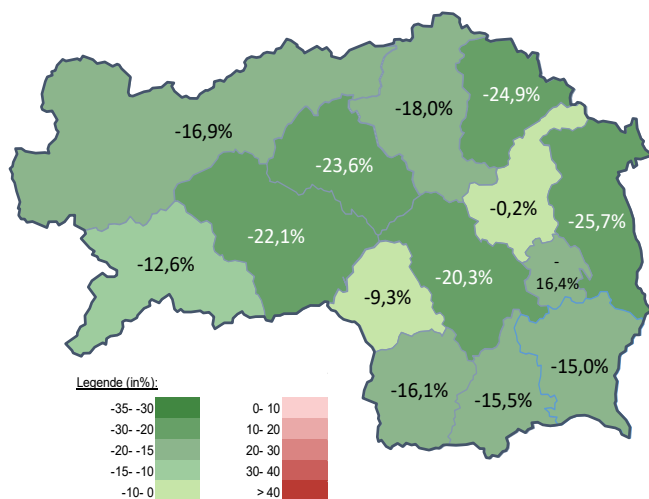 -24,9%
-18,0%
-16,9%
-23,6%
-0,2%
-25,7%
-22,1%
-12,6%
-20,3%
-
16,4%
-9,3%
-15,0%
-16,1%
-15,5%
Legende (in%):
-35- -30 0- 10
-30- -20 10- 20
-20- -15 20- 30
-15- -10 30- 40
-10- 0 > 40